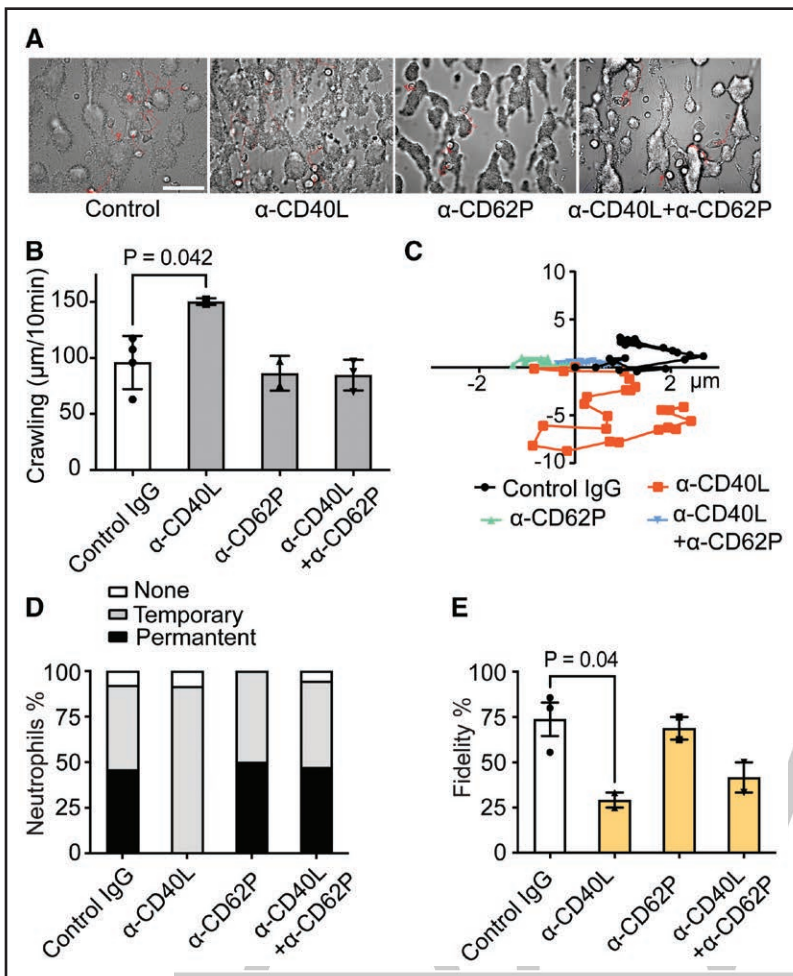 A
Control
α-CD40L
α-CD62P
α-CD40L+α-CD62P
B
P = 0.042
Crawling (µm/10min)
150
100
50
0
Control IgG
α-CD40L
α-CD62P
α-CD40L
+α-CD62P
C
10
5
-2
2
µm
-5
-10
Control IgG
α-CD40L
α-CD62P
α-CD40L
+α-CD62P
D
None
Temporary
Permantent
Neutrophils %
100
75
50
25
0
Control IgG
α-CD40L
α-CD62P
α-CD40L
+α-CD62P
E
P = 0.04
Fidelity %
100
75
50
25
0
Control IgG
α-CD40L
α-CD62P
α-CD40L
+α-CD62P